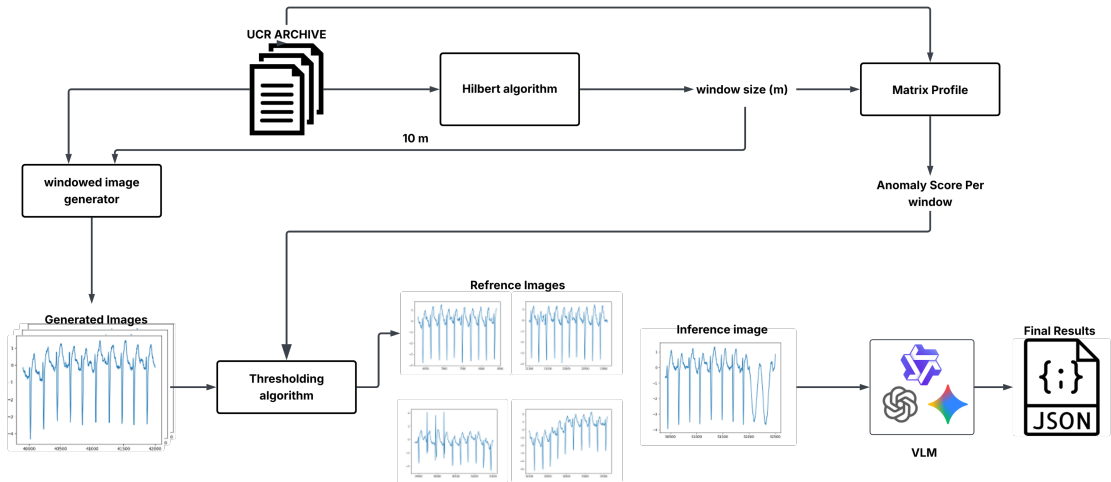 UCR ARCHIVE
Hilbert algorithm
window size (m)
Matrix Profile
10 m
windowed image
generator
Anomaly Score Per
window
Refrence Images
Generated Images
Inference image
Final Results
Thresholding
algorithm
{;}
JSON
VLM